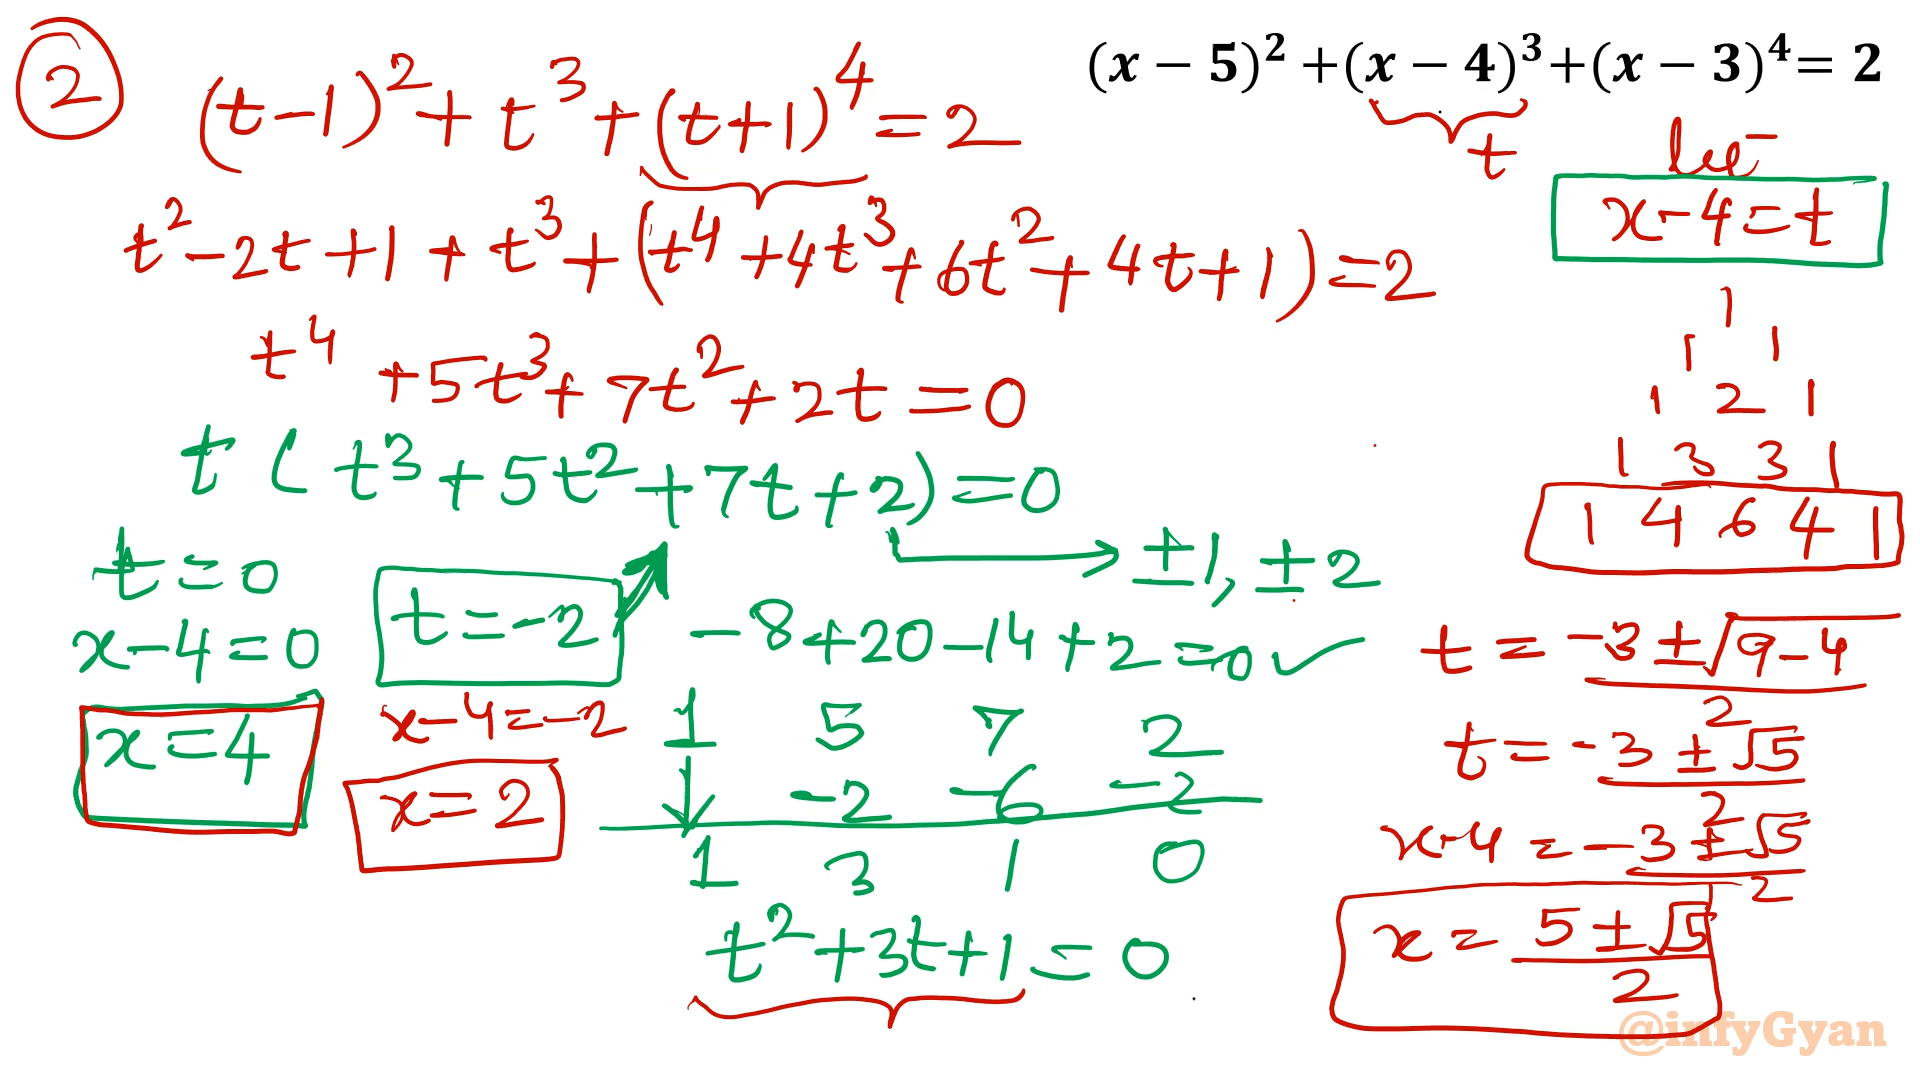 (x − 5)² +(x − 4)³+(x − 3)⁴= 2
t
let
x-4=t
2
(t-1)² + t³ + (t+1)⁴ = 2
t² - 2t + 1 + t³ + (t⁴ + 4t³ + 6t² + 4t + 1) = 2
t⁴ + 5t³ + 7t² + 2t = 0
t ( t³ + 5t² + 7t + 2) = 0
±1, ±2
t = 0
x - 4 = 0
x = 4
t = -2
x - 4 = -2
x = 2
-8 + 20 - 14 + 2 = 0 ✓
1 5 7 2
↓ -2 -6 -2
1 3 1 0
t² + 3t + 1 = 0
1
1 1
1 2 1
1 3 3 1
1 4 6 4 1
t = -3 ± √9-4
2
t = -3 ± √5
2
x-4 = -3 ± √5
2
x = 5 ± √5
2
@infyGyan